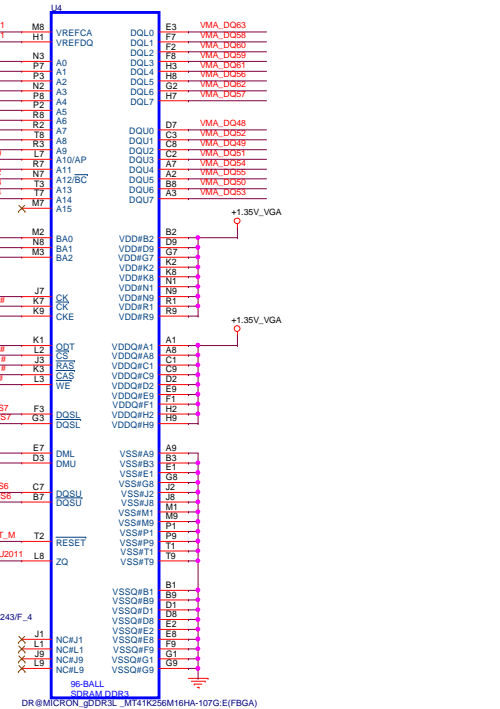 U4
M8 VREFCA DQL0 E3 VMA_DQ63
H1 VREFDQ DQL1 F7 VMA_DQ58
DQL2 F2 VMA_DQ60
N3 A0 DQL3 F8 VMA_DQ59
P7 A1 DQL4 H3 VMA_DQ61
P3 A2 DQL5 H8 VMA_DQ56
N2 A3 DQL6 G2 VMA_DQ62
P8 A4 DQL7 H7 VMA_DQ57
P2 A5
R8 A6
R2 A7 DQU0 D7 VMA_DQ48
T8 A8 DQU1 C3 VMA_DQ52
R3 A9 DQU2 C8 VMA_DQ49
L7 A10/AP DQU3 C2 VMA_DQ51
R7 A11 DQU4 A7 VMA_DQ54
N7 A12/BC DQU5 A2 VMA_DQ55
T3 A13 DQU6 B8 VMA_DQ50
T7 A14 DQU7 A3 VMA_DQ53
M7 A15
+1.35V_VGA
M2 BA0 VDD#B2 B2
N8 BA1 VDD#D9 D9
M3 BA2 VDD#G7 G7
VDD#K2 K2
VDD#K8 K8
VDD#N1 N1
J7 CK VDD#N9 N9
K7 CK VDD#R1 R1
K9 CKE VDD#R9 R9
+1.35V_VGA
K1 ODT VDDQ#A1 A1
L2 CS VDDQ#A8 A8
J3 RAS VDDQ#C1 C1
K3 CAS VDDQ#C9 C9
L3 WE VDDQ#D2 D2
VDDQ#E9 E9
VDDQ#F1 F1
S7 F3 DQSL VDDQ#H2 H2
S7 G3 DQSL VDDQ#H9 H9
E7 DML VSS#A9 A9
D3 DMU VSS#B3 B3
VSS#E1 E1
VSS#G8 G8
S6 C7 DQSU VSS#J2 J2
S6 B7 DQSU VSS#J8 J8
VSS#M1 M1
VSS#M9 M9
VSS#P1 P1
T_M T2 RESET VSS#P9 P9
VSS#T1 T1
J2011 L8 ZQ VSS#T9 T9
VSSQ#B1 B1
VSSQ#B9 B9
VSSQ#D1 D1
243/F_4 VSSQ#D8 D8
VSSQ#E2 E2
J1 NC#J1 VSSQ#E8 E8
L1 NC#L1 VSSQ#F9 F9
J9 NC#J9 VSSQ#G1 G1
L9 NC#L9 VSSQ#G9 G9
96-BALL
SDRAM DDR3
DR@MICRON_gDDR3L _MT41K256M16HA-107G:E(FBGA)